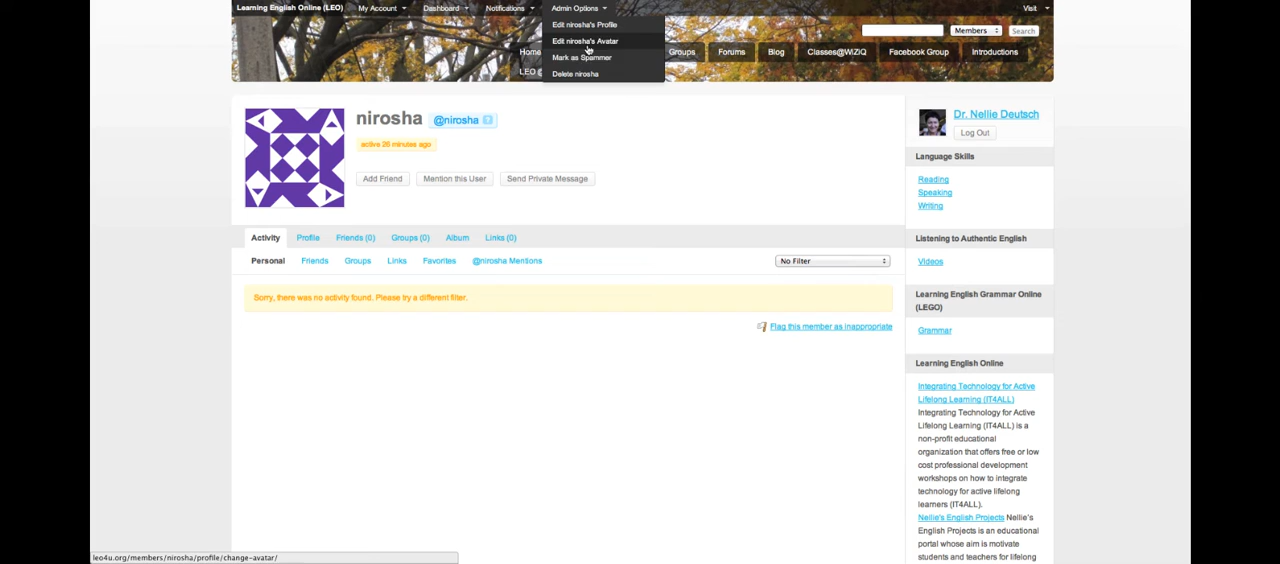 Learning English Online (LEO) My Account Dashboard Notifications Admin Options Visit
Edit nirosha's Profile
Members Search
Edit nirosha's Avatar
Home Groups Forums Blog Classes@WiZiQ Facebook Group Introductions
Mark as Spammer
LEO
Delete nirosha
nirosha @nirosha ?
active 26 minutes ago
Add Friend Mention this User Send Private Message
Activity Profile Friends (0) Groups (0) Album Links (0)
Personal Friends Groups Links Favorites @nirosha Mentions No Filter
Sorry, there was no activity found. Please try a different filter.
Flag this member as inappropriate
Dr. Nellie Deutsch
Log Out
Language Skills
Reading
Speaking
Writing
Listening to Authentic English
Videos
Learning English Grammar Online
(LEGO)
Grammar
Learning English Online
Integrating Technology for Active
Lifelong Learning (IT4ALL)
Integrating Technology for Active
Lifelong Learning (IT4ALL) is a
non-profit educational
organization that offers free or low
cost professional development
workshops on how to integrate
technology for active lifelong
learners (IT4ALL).
Nellie's English Projects Nellie's
English Projects is an educational
portal whose aim is motivate
students and teachers for lifelong
leo4u.org/members/nirosha/profile/change-avatar/